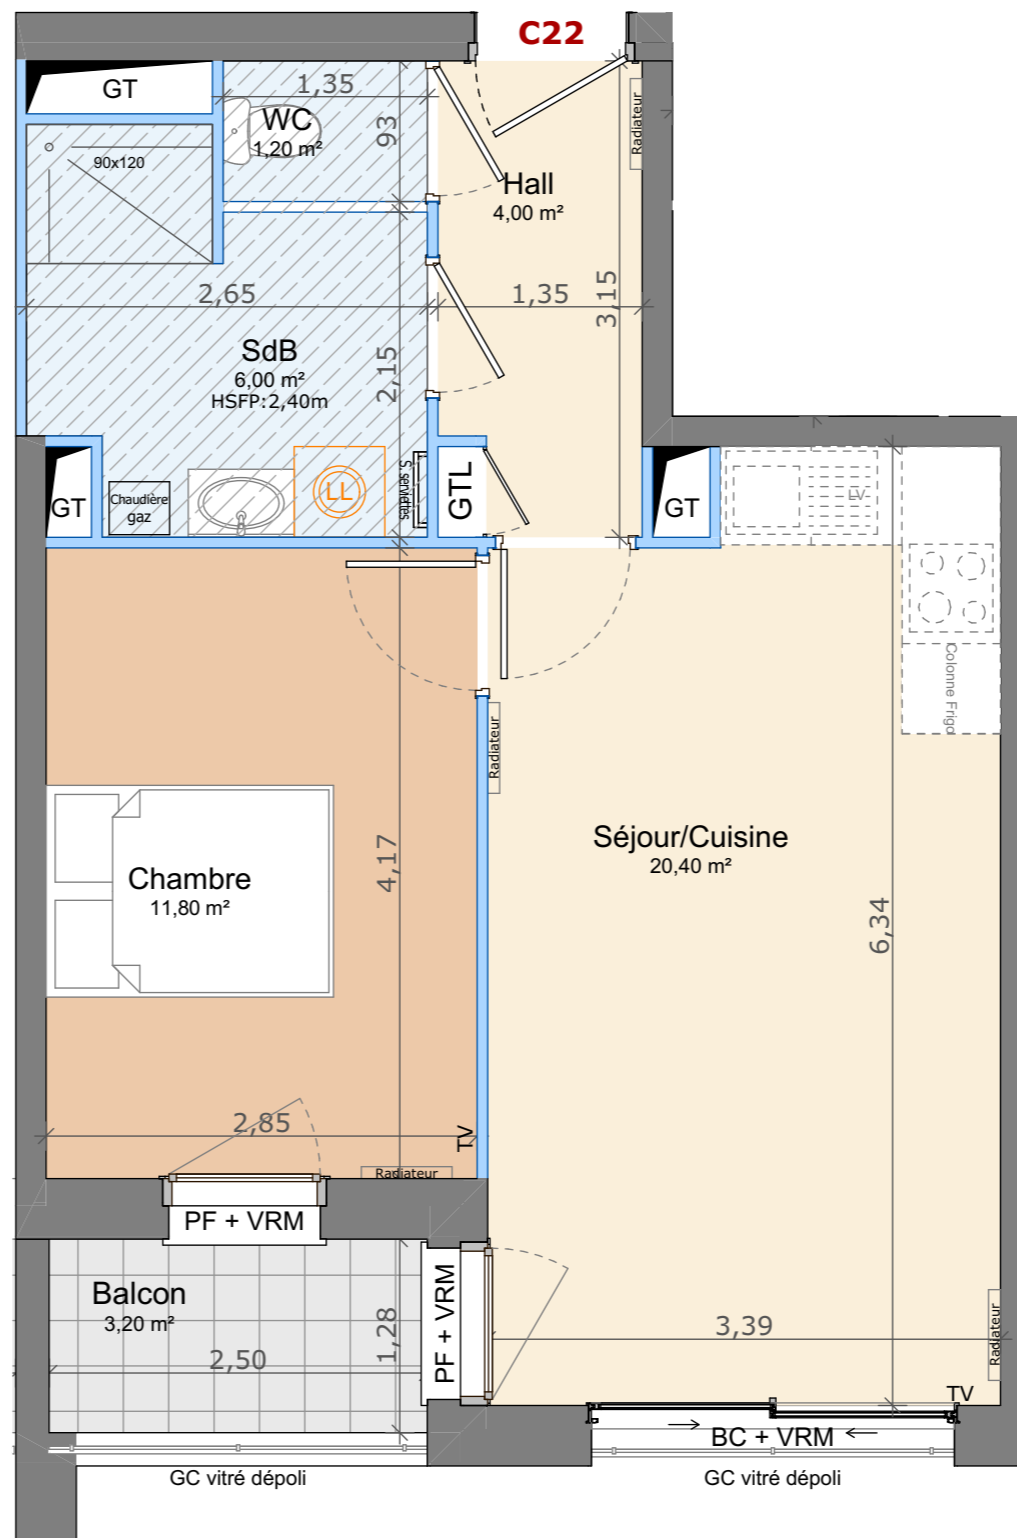 C22
GT
1,35
WC
1,20 m²
93
90x120
Radiateur
Hall
4,00 m²
2,65
1,35
3,15
SdB
6,00 m²
HSFP:2,40m
2,15
GT
Chaudière
gaz
LL
S. serviettes
GTL
GT
LV
Colonne Frigo
Radiateur
Séjour/Cuisine
20,40 m²
Chambre
11,80 m²
4,17
6,34
2,85
TV
Radiateur
PF + VRM
Balcon
3,20 m²
PF + VRM
1,28
2,50
3,39
Radiateur
TV
BC + VRM
GC vitré dépoli
GC vitré dépoli